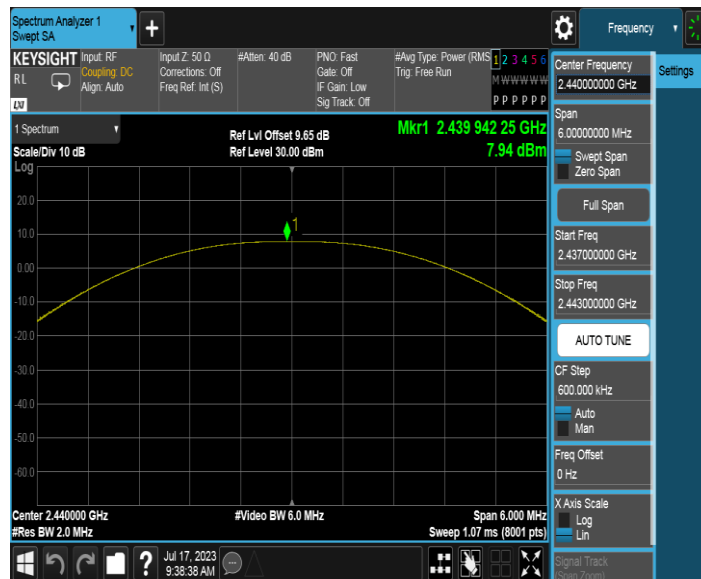 Spectrum Analyzer 1
Swept SA
+
Frequency
KEYSIGHT
RL
LXI
Input: RF
Coupling: DC
Align: Auto
Input Z: 50 Ω
Corrections: Off
Freq Ref: Int (S)
#Atten: 40 dB
PNO: Fast
Gate: Off
IF Gain: Low
Sig Track: Off
#Avg Type: Power (RMS
Trig: Free Run
1 2 3 4 5 6
M W W W W W
P P P P P P
1 Spectrum
Scale/Div 10 dB
Log
Ref Lvl Offset 9.65 dB
Ref Level 30.00 dBm
Mkr1 2.439 942 25 GHz
7.94 dBm
1
20.0
10.0
0.00
-10.0
-20.0
-30.0
-40.0
-50.0
-60.0
Center 2.440000 GHz
#Res BW 2.0 MHz
#Video BW 6.0 MHz
Span 6.000 MHz
Sweep 1.07 ms (8001 pts)
?
Jul 17, 2023
9:38:38 AM
Center Frequency
2.440000000 GHz
Span
6.00000000 MHz
Swept Span
Zero Span
Full Span
Start Freq
2.437000000 GHz
Stop Freq
2.443000000 GHz
AUTO TUNE
CF Step
600.000 kHz
Auto
Man
Freq Offset
0 Hz
X Axis Scale
Log
Lin
Signal Track
(Span Zoom)
Settings